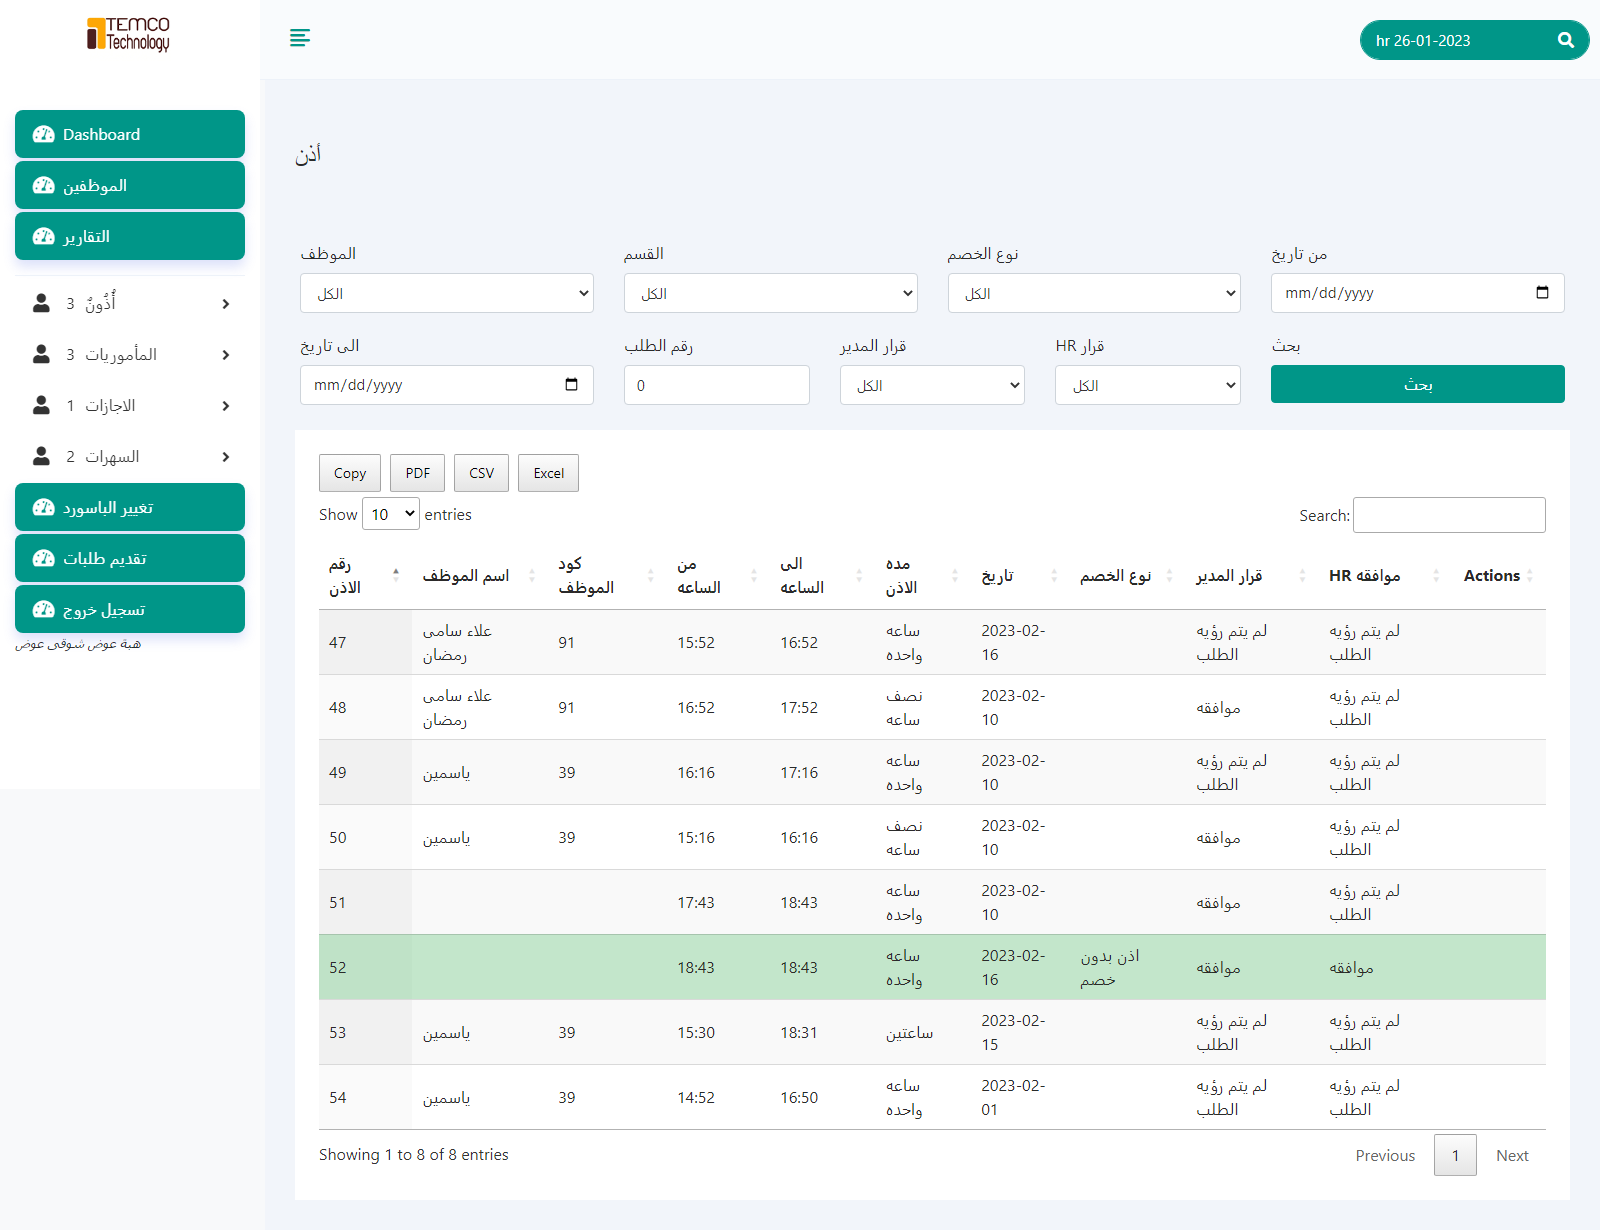 TEMCO
Technology
hr 26-01-2023
Dashboard
الموظفين
التقارير
أُذُونٌ 3
المأموريات 3
الاجازات 1
السهرات 2
تغيير الباسورد
تقديم طلبات
تسجيل خروج
هبة عوض شوقى عوض
أذن
الموظف القسم نوع الخصم من تاريخ
الكل الكل الكل mm/dd/yyyy
الى تاريخ رقم الطلب قرار المدير قرار HR بحث
mm/dd/yyyy 0 الكل الكل بحث
Copy PDF CSV Excel
Show 10 entries Search:
رقم الاذن اسم الموظف كود الموظف من الساعه الى الساعه مده الاذن تاريخ نوع الخصم قرار المدير موافقه HR Actions
47 علاء سامى رمضان 91 15:52 16:52 ساعه واحده 2023-02-16 لم يتم رؤيه الطلب لم يتم رؤيه الطلب
48 علاء سامى رمضان 91 16:52 17:52 نصف ساعه 2023-02-10 موافقه لم يتم رؤيه الطلب
49 ياسمين 39 16:16 17:16 ساعه واحده 2023-02-10 لم يتم رؤيه الطلب لم يتم رؤيه الطلب
50 ياسمين 39 15:16 16:16 نصف ساعه 2023-02-10 موافقه لم يتم رؤيه الطلب
51 17:43 18:43 ساعه واحده 2023-02-10 موافقه لم يتم رؤيه الطلب
52 18:43 18:43 ساعه واحده 2023-02-16 اذن بدون خصم موافقه موافقه
53 ياسمين 39 15:30 18:31 ساعتين 2023-02-15 لم يتم رؤيه الطلب لم يتم رؤيه الطلب
54 ياسمين 39 14:52 16:50 ساعه واحده 2023-02-01 لم يتم رؤيه الطلب لم يتم رؤيه الطلب
Showing 1 to 8 of 8 entries Previous 1 Next